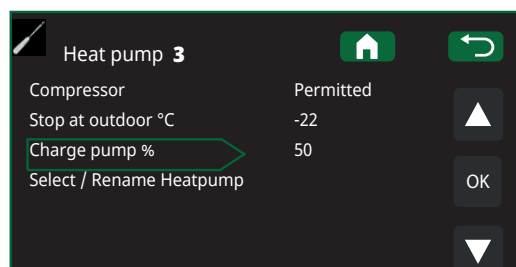 Heat pump 3
Compressor Permitted
Stop at outdoor °C -22
Charge pump % 50
Select / Rename Heatpump
OK